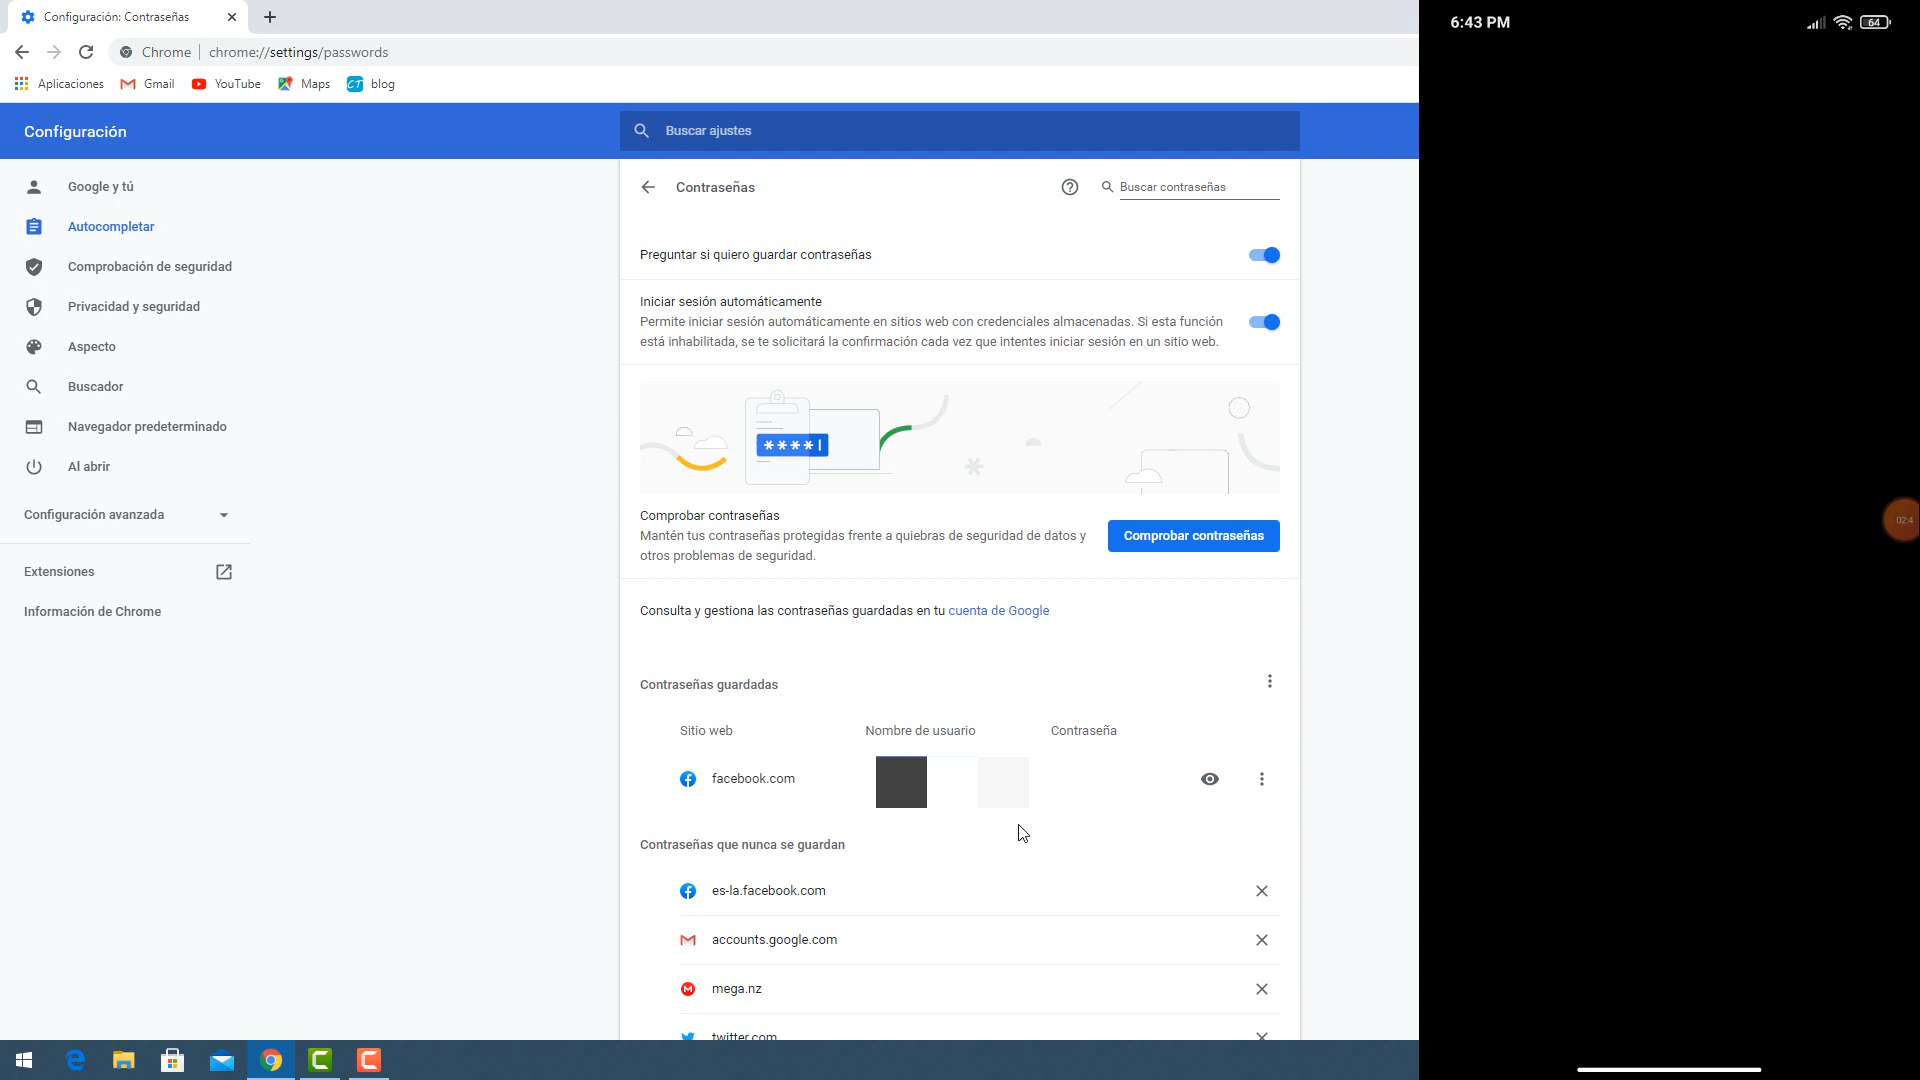 Configuración: Contraseñas
Chrome chrome://settings/passwords
Aplicaciones Gmail YouTube Maps CT blog
Configuración
Buscar ajustes
Google y tú
Autocompletar
Comprobación de seguridad
Privacidad y seguridad
Aspecto
Buscador
Navegador predeterminado
Al abrir
Configuración avanzada
Extensiones
Información de Chrome
Contraseñas
Buscar contraseñas
Preguntar si quiero guardar contraseñas
Iniciar sesión automáticamente
Permite iniciar sesión automáticamente en sitios web con credenciales almacenadas. Si esta función
está inhabilitada, se te solicitará la confirmación cada vez que intentes iniciar sesión en un sitio web.
****|
Comprobar contraseñas
Mantén tus contraseñas protegidas frente a quiebras de seguridad de datos y
otros problemas de seguridad.
Comprobar contraseñas
Consulta y gestiona las contraseñas guardadas en tu cuenta de Google
Contraseñas guardadas
Sitio web Nombre de usuario Contraseña
facebook.com
Contraseñas que nunca se guardan
es-la.facebook.com
accounts.google.com
mega.nz
twitter.com
6:43 PM
64
02:4